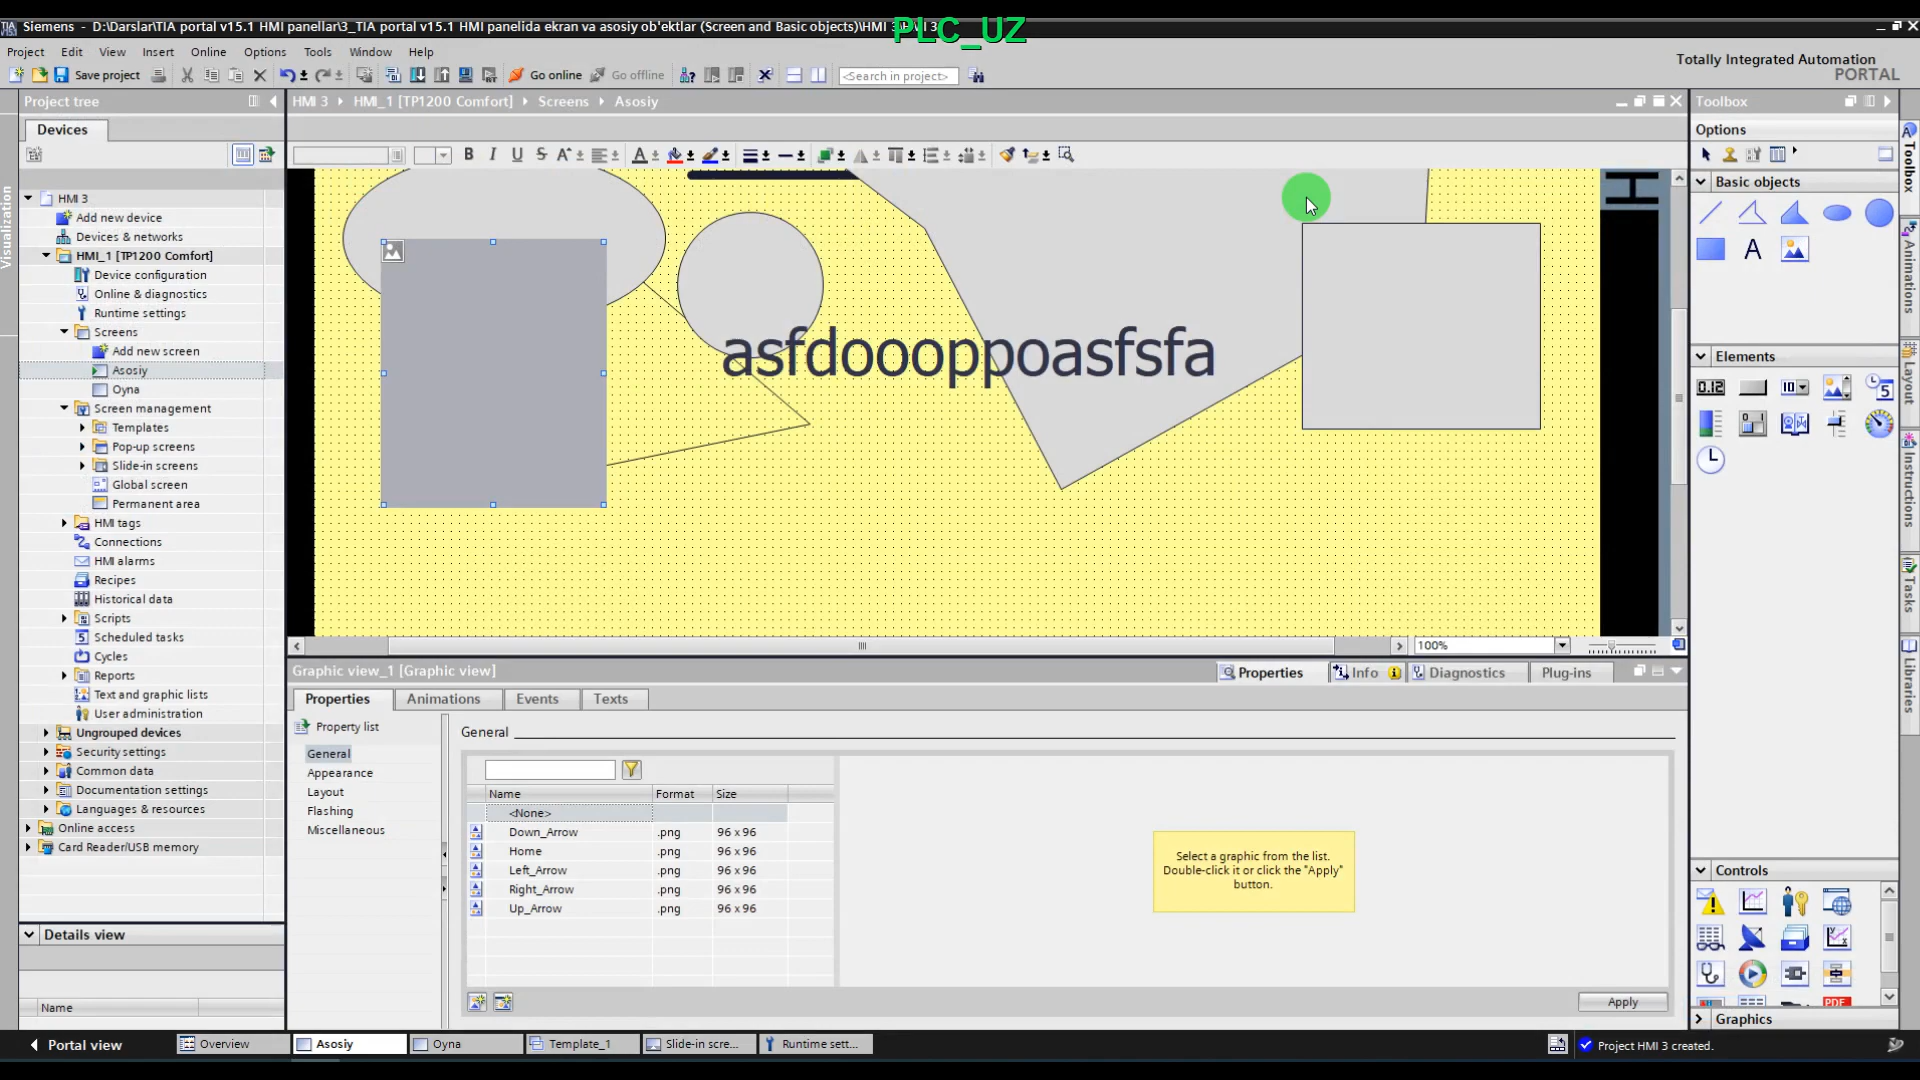 PLC_UZ
Siemens - D:\Darslar\TIA portal v15.1 HMI panellar\3_TIA portal v15.1 HMI panelida ekran va asosiy ob'ektlar (Screen and Basic objects)\HMI 3\HMI 3
Project Edit View Insert Online Options Tools Window Help
Totally Integrated Automation
PORTAL
Save project Go online Go offline <Search in project>
Project tree
HMI 3 HMI_1 [TP1200 Comfort] Screens Asosiy
Toolbox
Devices
Options
Visualization
HMI 3
Add new device
Devices & networks
HMI_1 [TP1200 Comfort]
Device configuration
Online & diagnostics
Runtime settings
Screens
Add new screen
Asosiy
Oyna
Screen management
Templates
Pop-up screens
Slide-in screens
Global screen
Permanent area
HMI tags
Connections
HMI alarms
Recipes
Historical data
Scripts
Scheduled tasks
Cycles
Reports
Text and graphic lists
User administration
Ungrouped devices
Security settings
Common data
Documentation settings
Languages & resources
Online access
Card Reader/USB memory
Details view
Name
asfdoooppoasfsfa
H
100%
Graphic view_1 [Graphic view]
Properties Info Diagnostics Plug-ins
Properties Animations Events Texts
Property list
General
Appearance
Layout
Flashing
Miscellaneous
General
Name Format Size
<None>
Down_Arrow .png 96 x 96
Home .png 96 x 96
Left_Arrow .png 96 x 96
Right_Arrow .png 96 x 96
Up_Arrow .png 96 x 96
Select a graphic from the list.
Double-click it or click the "Apply"
button.
Apply
Basic objects
Elements
Controls
Graphics
Toolbox
Animations
Layout
Instructions
Tasks
Libraries
Portal view Overview Asosiy Oyna Template_1 Slide-in scre... Runtime sett...
Project HMI 3 created.